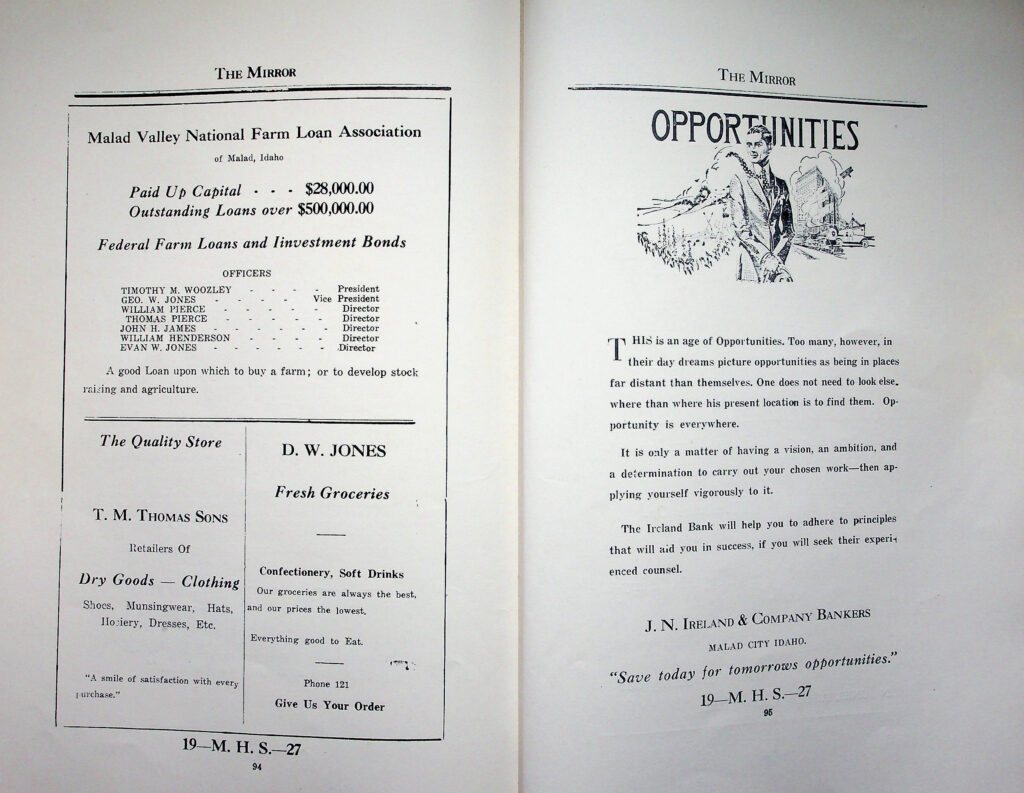 THE MIRROR
Malad Valley National Farm Loan Association
of Malad, Idaho
Paid Up Capital - - - $28,000.00
Outstanding Loans over $500,000.00
Federal Farm Loans and Iinvestment Bonds
OFFICERS
TIMOTHY M. WOOZLEY - - - - President
GEO. W. JONES - - - - Vice President
WILLIAM PIERCE - - - - - Director
THOMAS PIERCE - - - - - Director
JOHN H. JAMES - - - - - - Director
WILLIAM HENDERSON - - - - - Director
EVAN W. JONES - - - - - - Director
A good Loan upon which to buy a farm; or to develop stock
raising and agriculture.
The Quality Store
T. M. THOMAS SONS
Retailers Of
Dry Goods — Clothing
Shoes, Munsingwear, Hats,
Hosiery, Dresses, Etc.
"A smile of satisfaction with every
purchase."
D. W. JONES
Fresh Groceries
Confectionery, Soft Drinks
Our groceries are always the best,
and our prices the lowest.
Everything good to Eat.
Phone 121
Give Us Your Order
19—M. H. S.—27
94
THE MIRROR
OPPORTUNITIES
THIS is an age of Opportunities. Too many, however, in
their day dreams picture opportunities as being in places
far distant than themselves. One does not need to look else-
where than where his present location is to find them. Op-
portunity is everywhere.
It is only a matter of having a vision, an ambition, and
a determination to carry out your chosen work—then ap-
plying yourself vigorously to it.
The Ireland Bank will help you to adhere to principles
that will aid you in success, if you will seek their experi-
enced counsel.
J. N. IRELAND & COMPANY BANKERS
MALAD CITY IDAHO.
"Save today for tomorrows opportunities."
19—M. H. S.—27
95